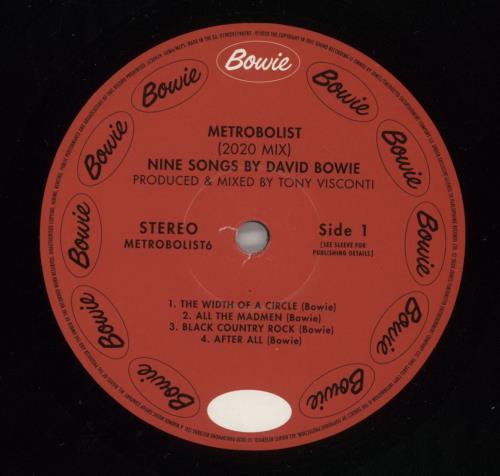 Bowie
Bowie
Bowie
Bowie
Bowie
Bowie
Bowie
Bowie
Bowie
Bowie
Bowie
METROBOLIST
(2020 MIX)
NINE SONGS BY DAVID BOWIE
PRODUCED & MIXED BY TONY VISCONTI
STEREO
METROBOLIST6
Side 1
[SEE SLEEVE FOR
PUBLISHING DETAILS]
1. THE WIDTH OF A CIRCLE (Bowie)
2. ALL THE MADMEN (Bowie)
3. BLACK COUNTRY ROCK (Bowie)
4. AFTER ALL (Bowie)